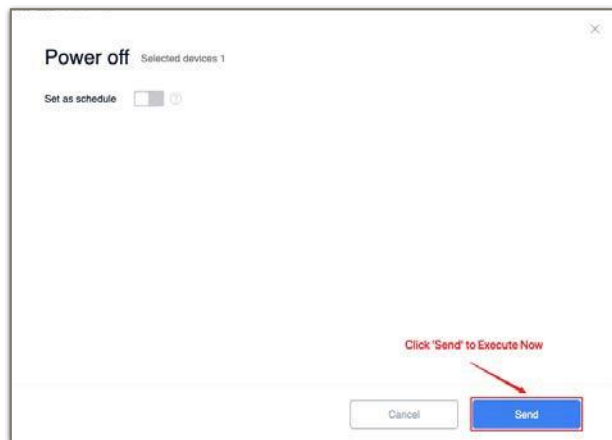 Power off Selected devices 1
Set as schedule
Click 'Send' to Execute Now
Cancel Send